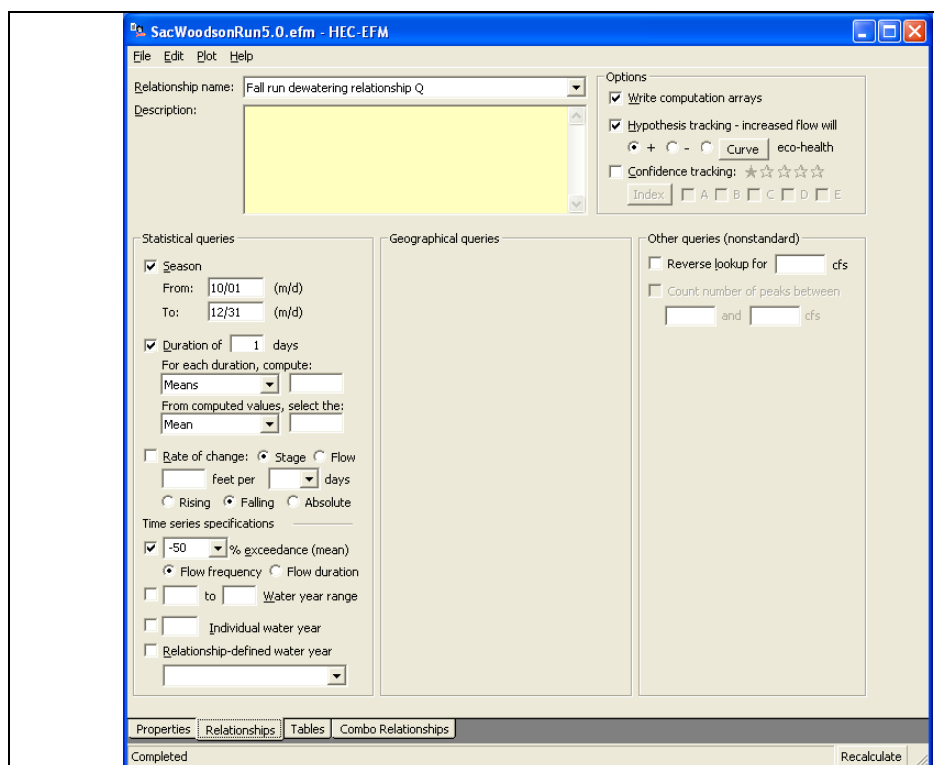 SacWoodsonRun5.0.efm - HEC-EFM
File Edit Plot Help
Relationship name: Fall run dewatering relationship Q
Description:
Options
Write computation arrays
Hypothesis tracking - increased flow will
+ - Curve eco-health
Confidence tracking:
Index A B C D E
Statistical queries
Season
From: 10/01 (m/d)
To: 12/31 (m/d)
Duration of 1 days
For each duration, compute:
Means
From computed values, select the:
Mean
Rate of change: Stage Flow
feet per days
Rising Falling Absolute
Time series specifications
-50 % exceedance (mean)
Flow frequency Flow duration
to Water year range
Individual water year
Relationship-defined water year
Geographical queries
Other queries (nonstandard)
Reverse lookup for cfs
Count number of peaks between
and cfs
Properties Relationships Tables Combo Relationships
Completed Recalculate